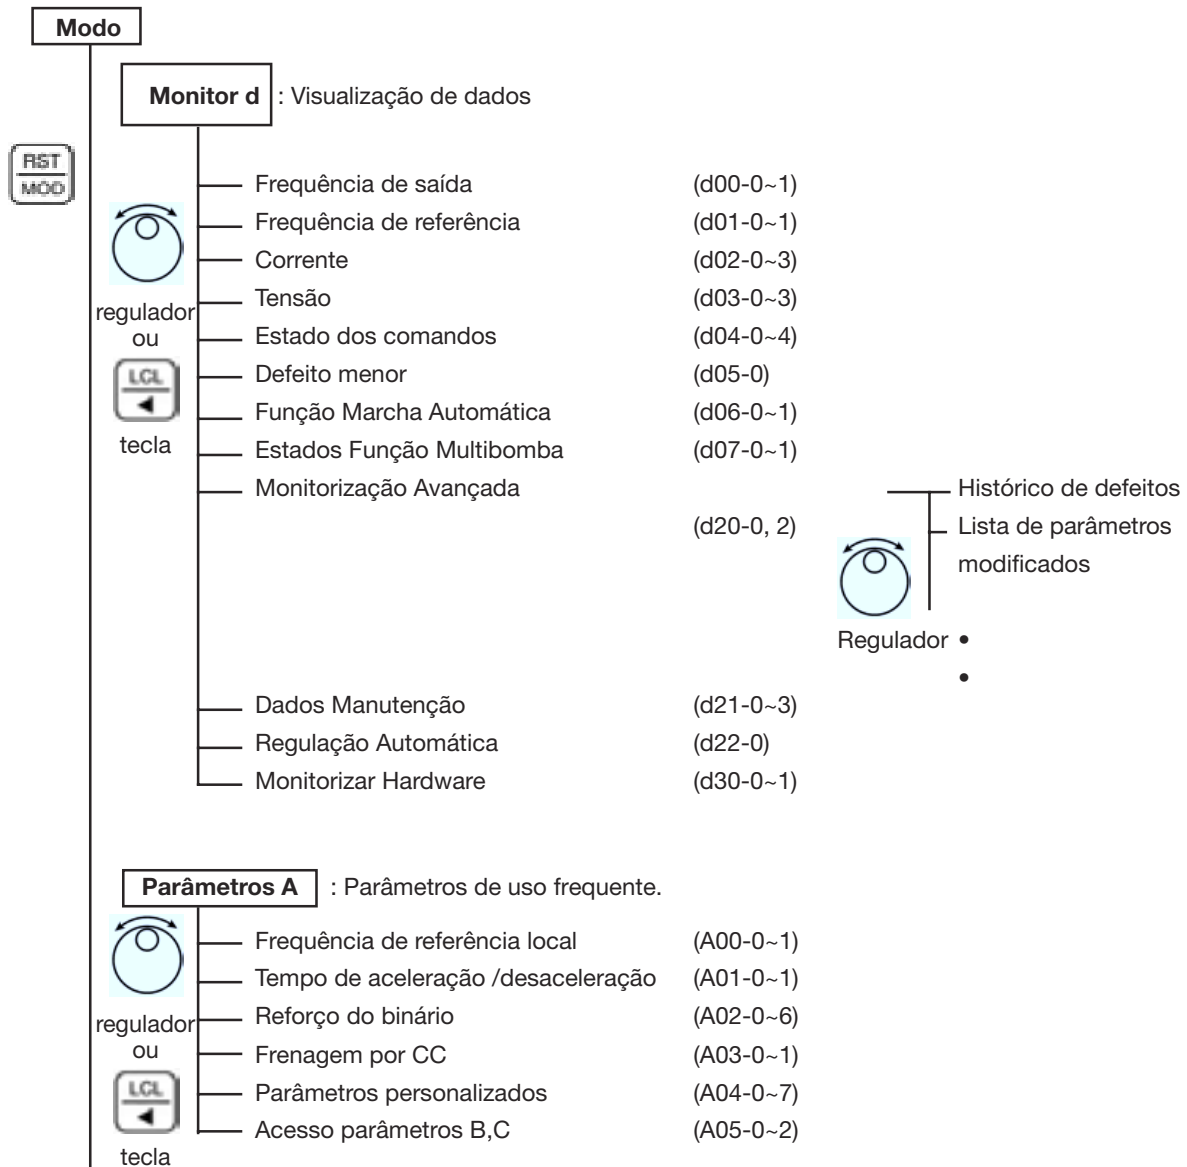 Modo
Monitor d : Visualização de dados
RST
MOD
Frequência de saída (d00-0~1)
Frequência de referência (d01-0~1)
Corrente (d02-0~3)
Tensão (d03-0~3)
regulador
ou
Estado dos comandos (d04-0~4)
LCL
Defeito menor (d05-0)
Função Marcha Automática (d06-0~1)
tecla
Estados Função Multibomba (d07-0~1)
Monitorização Avançada
Histórico de defeitos
(d20-0, 2)
Lista de parâmetros
modificados
Regulador •
•
Dados Manutenção (d21-0~3)
Regulação Automática (d22-0)
Monitorizar Hardware (d30-0~1)
Parâmetros A : Parâmetros de uso frequente.
Frequência de referência local (A00-0~1)
Tempo de aceleração /desaceleração (A01-0~1)
Reforço do binário (A02-0~6)
regulador
ou
Frenagem por CC (A03-0~1)
LCL
Parâmetros personalizados (A04-0~7)
Acesso parâmetros B,C (A05-0~2)
tecla